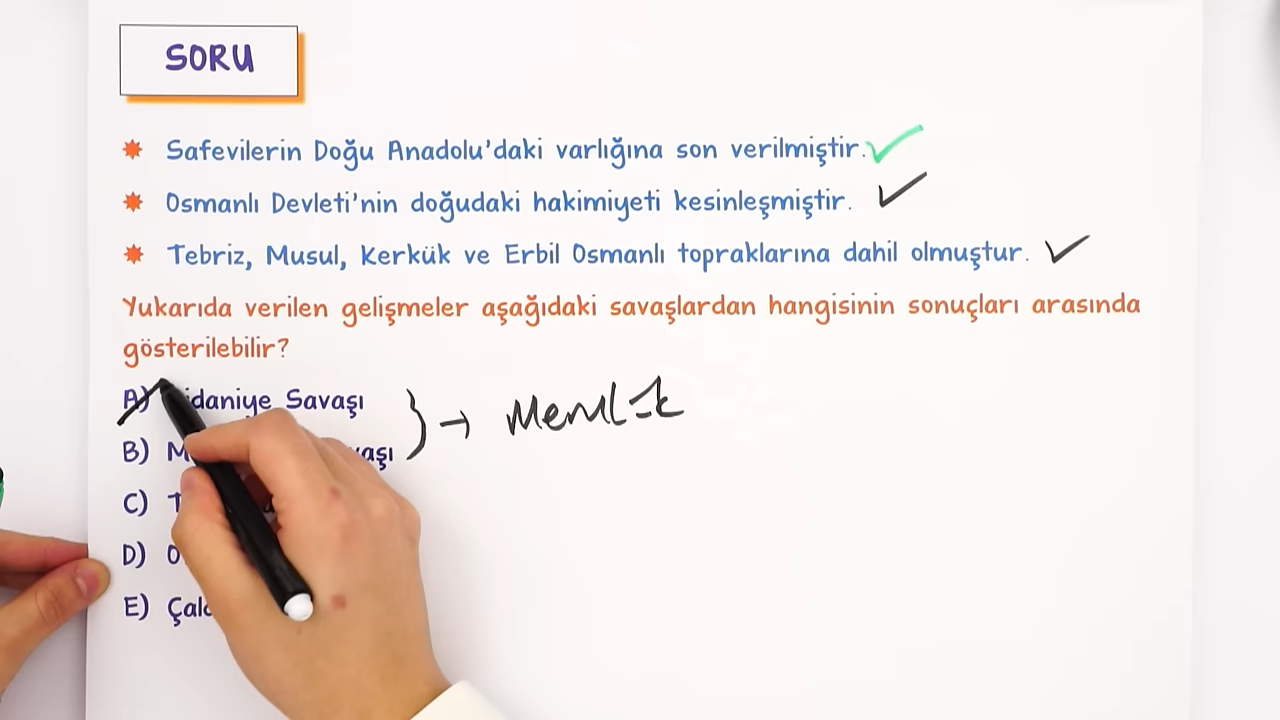 SORU
Safevilerin Doğu Anadolu'daki varlığına son verilmiştir.
Osmanlı Devleti'nin doğudaki hakimiyeti kesinleşmiştir.
Tebriz, Musul, Kerkük ve Erbil Osmanlı topraklarına dahil olmuştur.
Yukarıda verilen gelişmeler aşağıdaki savaşlardan hangisinin sonuçları arasında
gösterilebilir?
A) idaniye Savaşı
B) M
C) T
D) O
E) Çal